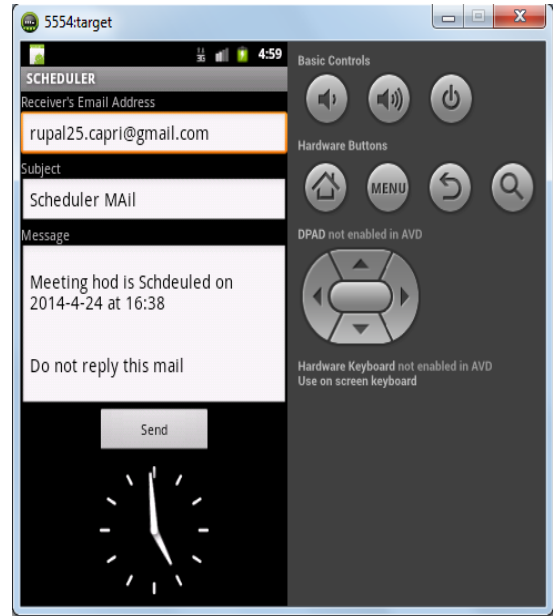 5554:target
3G 4:59
SCHEDULER
Receiver's Email Address
rupal25.capri@gmail.com
Subject
Scheduler MAil
Message
Meeting hod is Schdeuled on
2014-4-24 at 16:38
Do not reply this mail
Send
Basic Controls
Hardware Buttons
MENU
DPAD not enabled in AVD
Hardware Keyboard not enabled in AVD
Use on screen keyboard